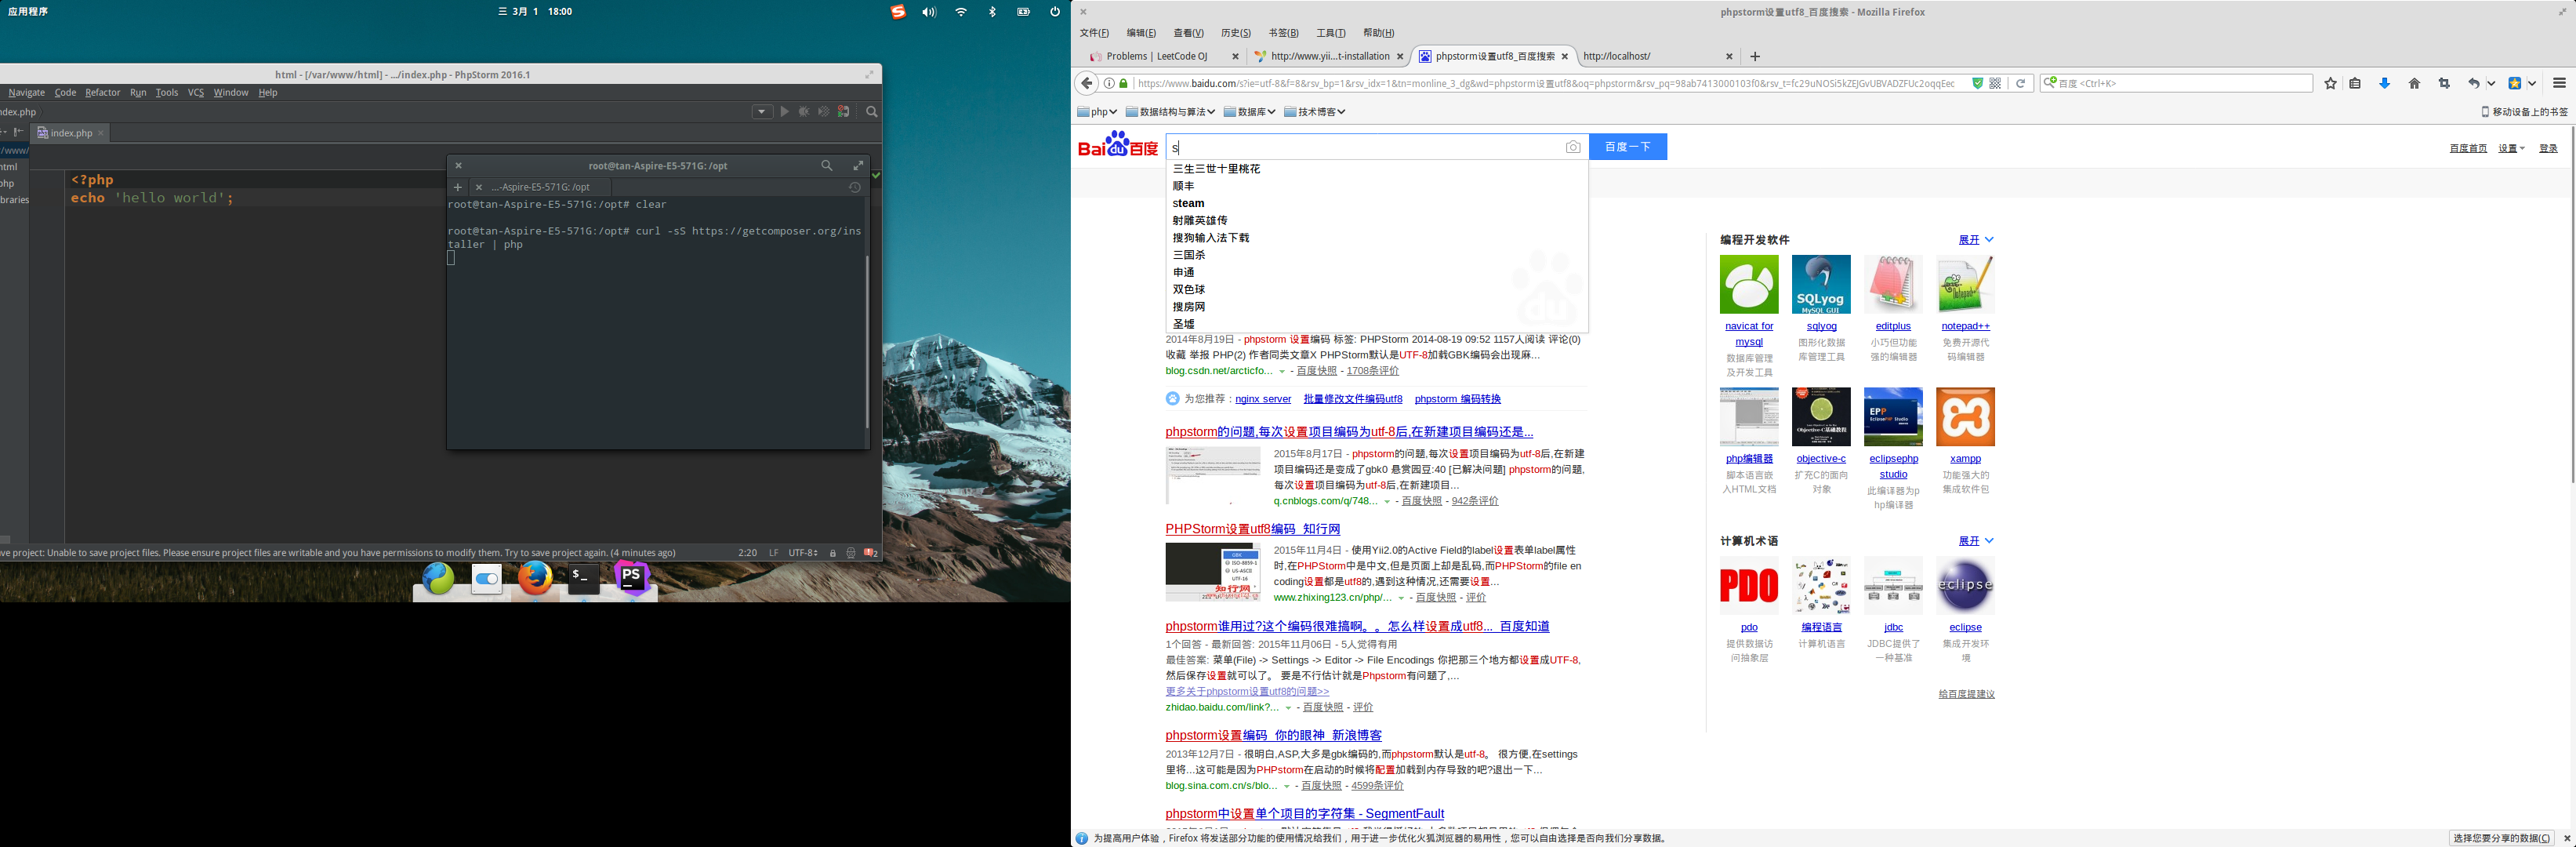 应用程序
三 3月 1 18:00
html - [/var/www/html] - .../index.php - PhpStorm 2016.1
Navigate Code Refactor Run Tools VCS Window Help
ndex.php
index.php
/www/
html
php
braries
<?php
echo 'hello world';
root@tan-Aspire-E5-571G: /opt
...-Aspire-E5-571G: /opt
root@tan-Aspire-E5-571G:/opt# clear
root@tan-Aspire-E5-571G:/opt# curl -sS https://getcomposer.org/ins
taller | php
ve project: Unable to save project files. Please ensure project files are writable and you have permissions to modify them. Try to save project again. (4 minutes ago)
2:20 LF UTF-8 2
$_
PS
phpstorm设置utf8_百度搜索 - Mozilla Firefox
文件(F) 编辑(E) 查看(V) 历史(S) 书签(B) 工具(T) 帮助(H)
Problems | LeetCode OJ
http://www.yii...t-installation
phpstorm设置utf8_百度搜索
http://localhost/
https://www.baidu.com/s?ie=utf-8&f=8&rsv_bp=1&rsv_idx=1&tn=monline_3_dg&wd=phpstorm设置utf8&oq=phpstorm&rsv_pq=98ab7413000103f0&rsv_t=fc29uNOSi5kZEJGvUBVADZFUc2oqqEec
百度 <Ctrl+K>
php 数据结构与算法 数据库 技术博客
移动设备上的书签
Bai du 百度
s
百度一下
百度首页 设置 登录
三生三世十里桃花
顺丰
steam
射雕英雄传
搜狗输入法下载
三国杀
申通
双色球
搜房网
圣墟
2014年8月19日 - phpstorm 设置编码 标签: PHPStorm 2014-08-19 09:52 1157人阅读 评论(0)
收藏 举报 PHP(2) 作者同类文章X PHPStorm默认是UTF-8加载GBK编码会出现麻...
blog.csdn.net/arcticfo... - 百度快照 - 1708条评价
为您推荐：nginx server 批量修改文件编码utf8 phpstorm 编码转换
phpstorm的问题,每次设置项目编码为utf-8后,在新建项目编码还是...
2015年8月17日 - phpstorm的问题,每次设置项目编码为utf-8后,在新建
项目编码还是变成了gbk0 悬赏园豆:40 [已解决问题] phpstorm的问题,
每次设置项目编码为utf-8后,在新建项目...
q.cnblogs.com/q/748... - 百度快照 - 942条评价
PHPStorm设置utf8编码_知行网
GBK
ISO-8859-1
US-ASCII
UTF-16
知行网
2015年11月4日 - 使用Yii2.0的Active Field的label设置表单label属性
时,在PHPStorm中是中文,但是页面上却是乱码,而PHPStorm的file en
coding设置都是utf8的,遇到这种情况,还需要设置...
www.zhixing123.cn/php/... - 百度快照 - 评价
phpstorm谁用过?这个编码很难搞啊。。怎么样设置成utf8..._百度知道
1个回答 - 最新回答: 2015年11月06日 - 5人觉得有用
最佳答案: 菜单(File) -> Settings -> Editor -> File Encodings 你把那三个地方都设置成UTF-8,
然后保存设置就可以了。 要是不行估计就是Phpstorm有问题了,...
更多关于phpstorm设置utf8的问题>>
zhidao.baidu.com/link?... - 百度快照 - 评价
phpstorm设置编码_你的眼神_新浪博客
2013年12月7日 - 很明白,ASP,大多是gbk编码的,而phpstorm默认是utf-8。 很方便,在settings
里将...这可能是因为PHPstorm在启动的时候将配置加载到内存导致的吧?退出一下...
blog.sina.com.cn/s/blo... - 百度快照 - 4599条评价
phpstorm中设置单个项目的字符集 - SegmentFault
编程开发软件 展开
SQLyog
MySQL GUI
navicat for
mysql
数据库管理
及开发工具
sqlyog
图形化数据
库管理工具
editplus
小巧但功能
强的编辑器
notepad++
免费开源代
码编辑器
EPP
php编辑器
脚本语言嵌
入HTML文档
objective-c
扩充C的面向
对象
eclipsephp
studio
此编译器为p
hp编译器
xampp
功能强大的
集成软件包
计算机术语 展开
PDO
eclipse
pdo
提供数据访
问抽象层
编程语言
计算机语言
jdbc
JDBC提供了
一种基准
eclipse
集成开发环
境
给百度提建议
为提高用户体验，Firefox 将发送部分功能的使用情况给我们，用于进一步优化火狐浏览器的易用性，您可以自由选择是否向我们分享数据。
选择您要分享的数据(C)